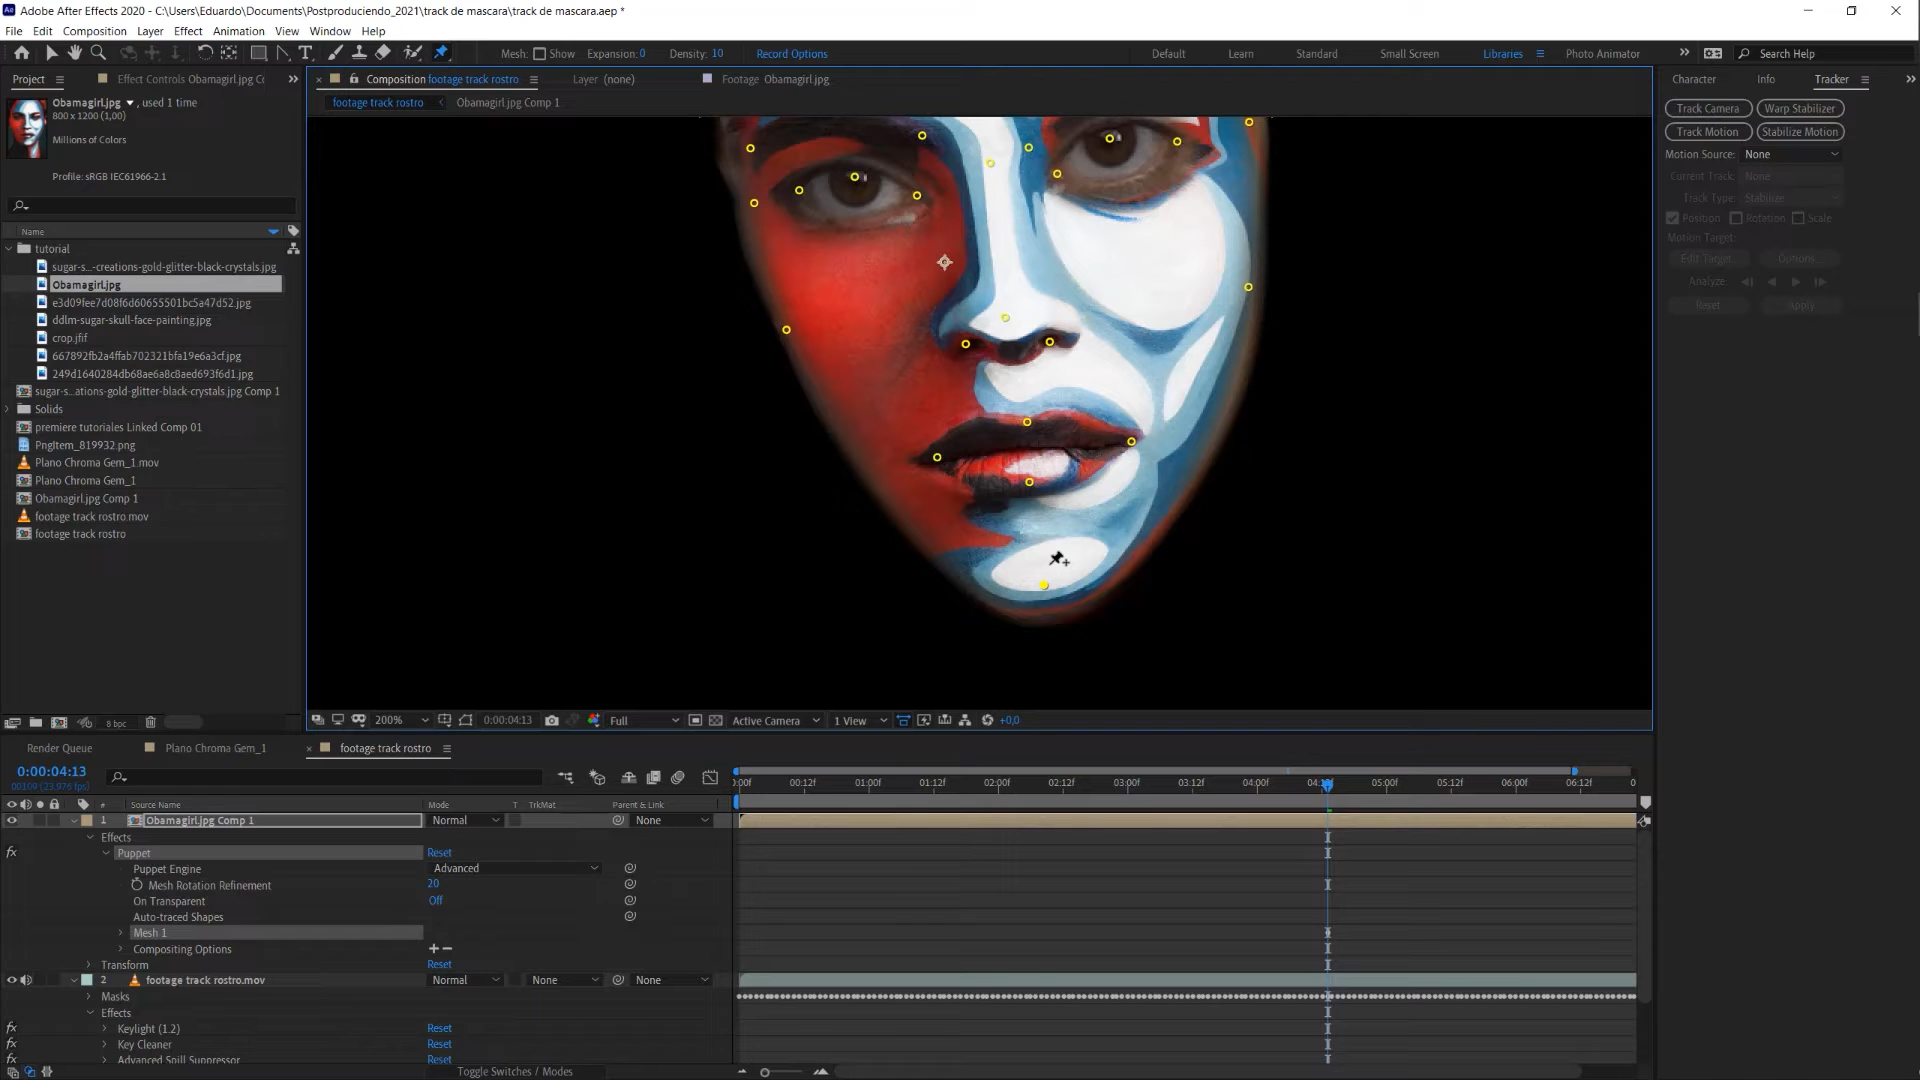 Adobe After Effects 2020 - C:\Users\Eduardo\Documents\Postproduciendo_2021\track de mascara\track de mascara.aep *
File Edit Composition Layer Effect Animation View Window Help
Mesh: Show Expansion: 0 Density: 10 Record Options Default Learn Standard Small Screen Libraries Photo Animator Search Help
Project Effect Controls Obamagirl.jpg Cc Composition footage track rostro Layer (none) Footage Obamagirl.jpg Character Info Tracker
Obamagirl.jpg , used 1 time
800 x 1200 (1,00)
Millions of Colors
Profile: sRGB IEC61966-2.1
footage track rostro Obamagirl.jpg Comp 1
Track Camera Warp Stabilizer
Track Motion Stabilize Motion
Motion Source: None
Current Track: None
Track Type: Stabilize
Position Rotation Scale
Motion Target:
Edit Target... Options...
Analyze:
Reset Apply
Name
tutorial
sugar-s...-creations-gold-glitter-black-crystals.jpg
Obamagirl.jpg
e3d09fee7d08f6d60655501bc5a47d52.jpg
ddlm-sugar-skull-face-painting.jpg
crop.jfif
667892fb2a4ffab702321bfa19e6a3cf.jpg
249d1640284db68ae6a8c8aed693f6d1.jpg
sugar-s...ations-gold-glitter-black-crystals.jpg Comp 1
Solids
premiere tutoriales Linked Comp 01
PngItem_819932.png
Plano Chroma Gem_1.mov
Plano Chroma Gem_1
Obamagirl.jpg Comp 1
footage track rostro.mov
footage track rostro
8 bpc
200% 0:00:04:13 Full Active Camera 1 View +0,0
Render Queue Plano Chroma Gem_1 footage track rostro
0:00:04:13
00109 (23.976 fps)
:00f 00:12f 01:00f 01:12f 02:00f 02:12f 03:00f 03:12f 04:00f 05:00f 05:12f 06:00f 06:12f 0
# Source Name Mode T TrkMat Parent & Link
1 Obamagirl.jpg Comp 1 Normal None
Effects
fx Puppet Reset
Puppet Engine Advanced
Mesh Rotation Refinement 20
On Transparent Off
Auto-traced Shapes
Mesh 1
Compositing Options + −
Transform Reset
2 footage track rostro.mov Normal None None
Masks
Effects
fx Keylight (1.2) Reset
fx Key Cleaner Reset
fx Advanced Spill Suppressor Reset
Toggle Switches / Modes